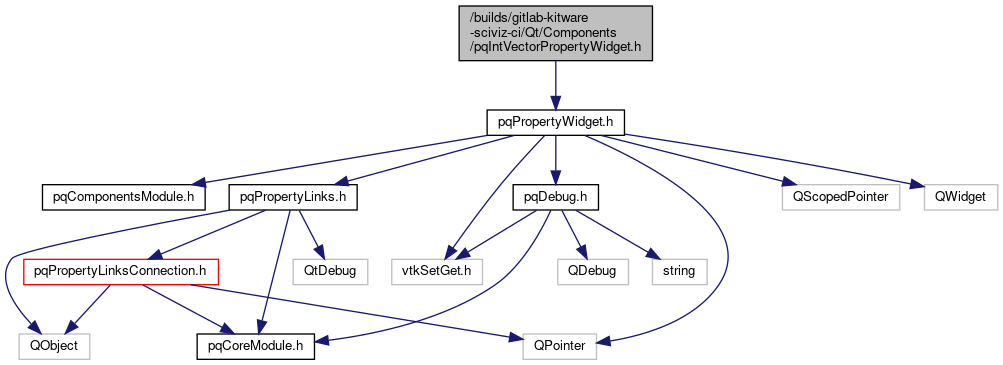 /builds/gitlab-kitware
-sciviz-ci/Qt/Components
/pqIntVectorPropertyWidget.h
pqPropertyWidget.h
pqComponentsModule.h
pqPropertyLinks.h
pqDebug.h
QScopedPointer
QWidget
pqPropertyLinksConnection.h
QtDebug
vtkSetGet.h
QDebug
string
QObject
pqCoreModule.h
QPointer